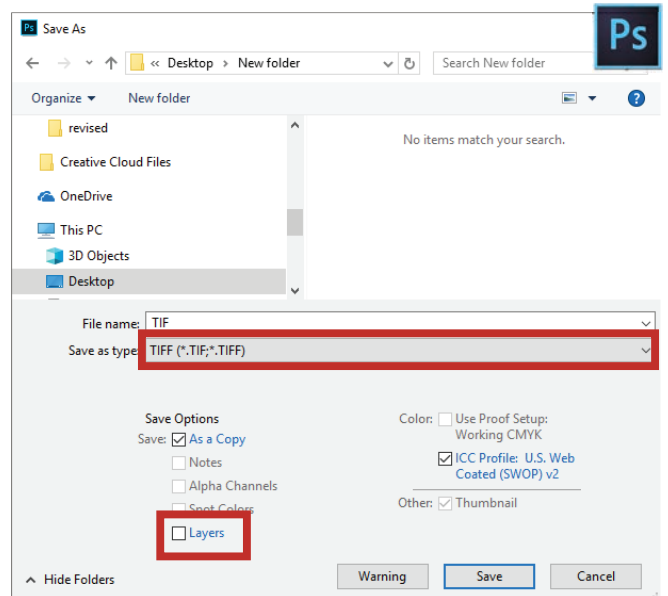 Ps Save As
Ps
« Desktop › New folder
Search New folder
Organize
New folder
?
revised
Creative Cloud Files
OneDrive
This PC
3D Objects
Desktop
No items match your search.
File name: TIF
Save as type: TIFF (*.TIF;*.TIFF)
Save Options
Save: As a Copy
Notes
Alpha Channels
Spot Colors
Layers
Color: Use Proof Setup:
Working CMYK
ICC Profile: U.S. Web
Coated (SWOP) v2
Other: Thumbnail
Hide Folders
Warning
Save
Cancel